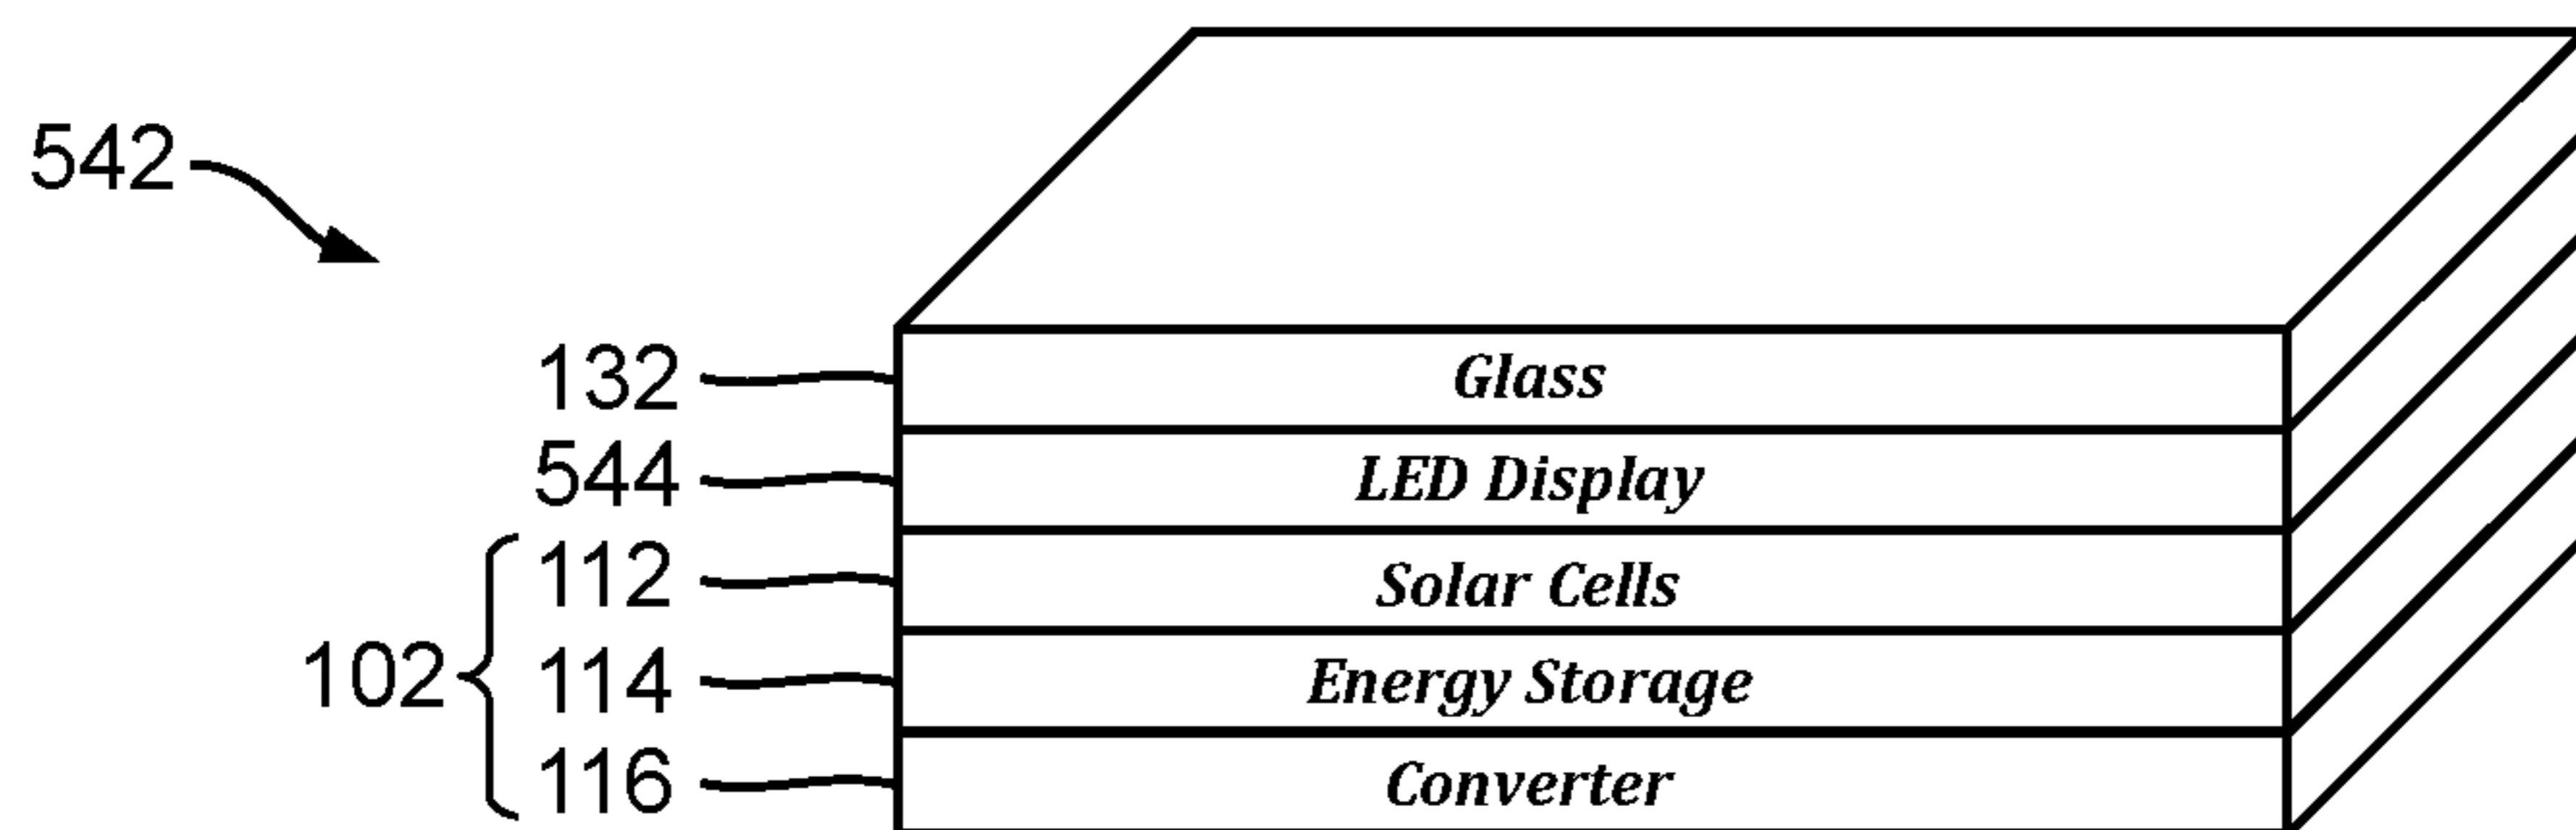 542
132 Glass
544 LED Display
112 Solar Cells
102 114 Energy Storage
116 Converter